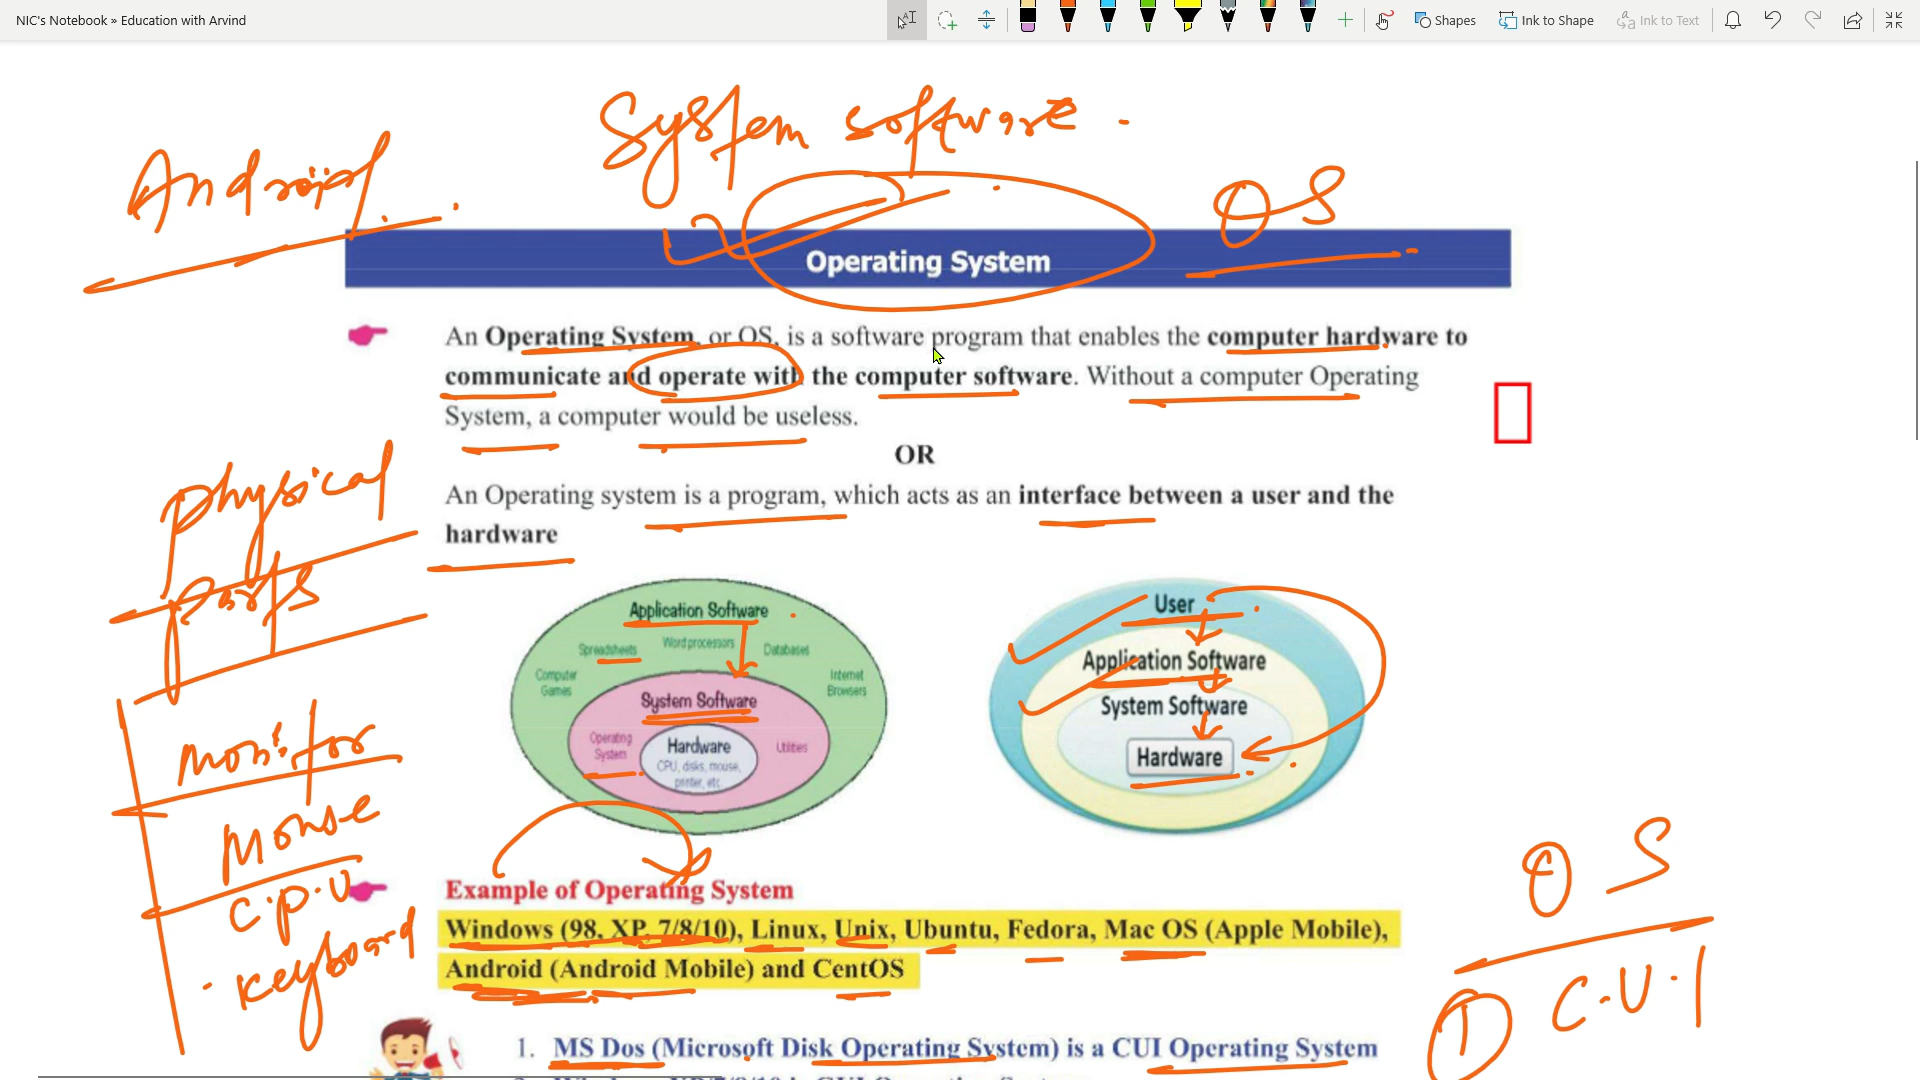 NIC's Notebook » Education with Arvind
Shapes
Ink to Shape
Ink to Text
System software
Android
OS
Operating System
An Operating System, or OS, is a software program that enables the computer hardware to
communicate and operate with the computer software. Without a computer Operating
System, a computer would be useless.
OR
An Operating system is a program, which acts as an interface between a user and the
hardware
physical
parts
Monitor
Mouse
C.P.U
Keyboard
Application Software
Spreadsheets
Word processors
Databases
Computer
Games
Internet
Browsers
System Software
Operating
System
Utilities
Hardware
CPU, disks, mouse,
printer, etc.
User
Application Software
System Software
Hardware
Example of Operating System
Windows (98, XP, 7/8/10), Linux, Unix, Ubuntu, Fedora, Mac OS (Apple Mobile),
Android (Android Mobile) and CentOS
OS
1 C.U.I
1. MS Dos (Microsoft Disk Operating System) is a CUI Operating System